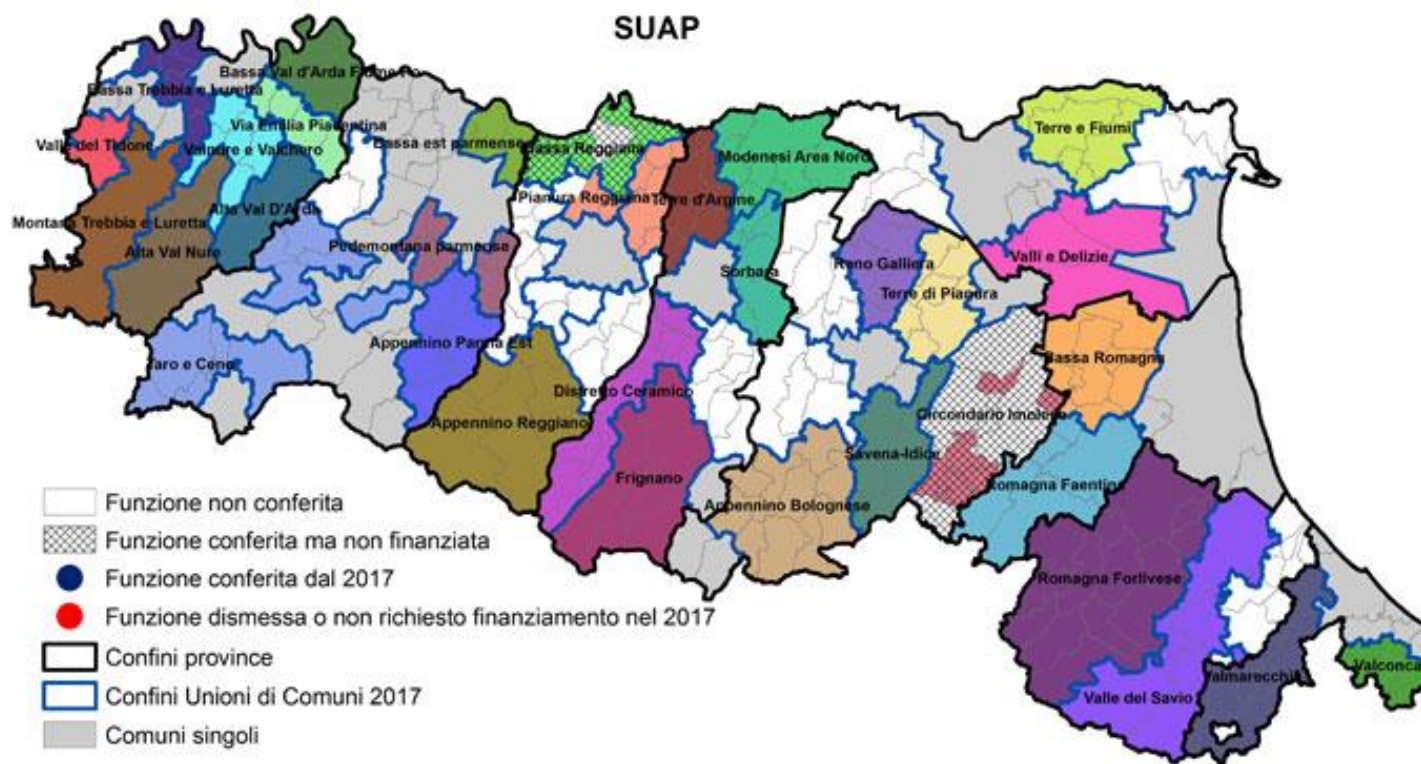 SUAP
Bassa Val d'Arda Fiume Po
Bassa Trebbia e Luretta
Via Emilia Piacentina
Valle del Tidone
Valnure e Valchero
Bassa est parmense
Bassa Reggiana
Modenesi Area Nord
Terre e Fiumi
Montana Trebbia e Luretta
Alta Val D'Arda
Pianura Reggiana
Terre d'Argine
Alta Val Nure
Pedemontana parmense
Sorbara
Reno Galliera
Valli e Delizie
Terre di Pianura
Taro e Ceno
Appennino Parma Est
Bassa Romagna
Distretto Ceramico
Appennino Reggiano
Circondario Imolese
Frignano
Savena-Idice
Romagna Faentina
Appennino Bolognese
Romagna Forlivese
Valle del Savio
Valmarecchia
Valconca
Funzione non conferita
Funzione conferita ma non finanziata
Funzione conferita dal 2017
Funzione dismessa o non richiesto finanziamento nel 2017
Confini province
Confini Unioni di Comuni 2017
Comuni singoli